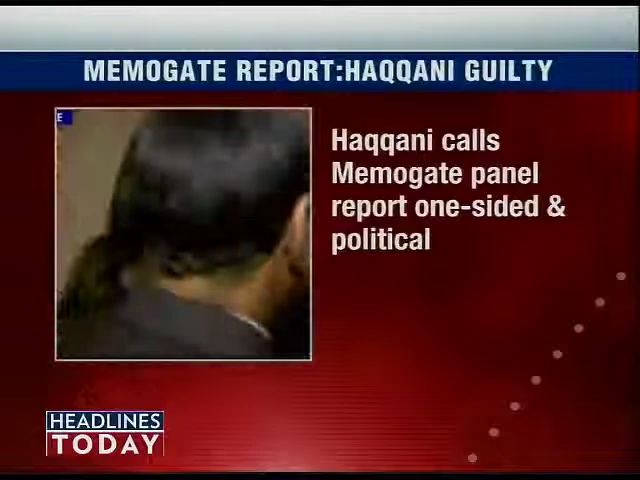 MEMOGATE REPORT:HAQQANI GUILTY
E
Haqqani calls
Memogate panel
report one-sided &
political
HEADLINES
TODAY